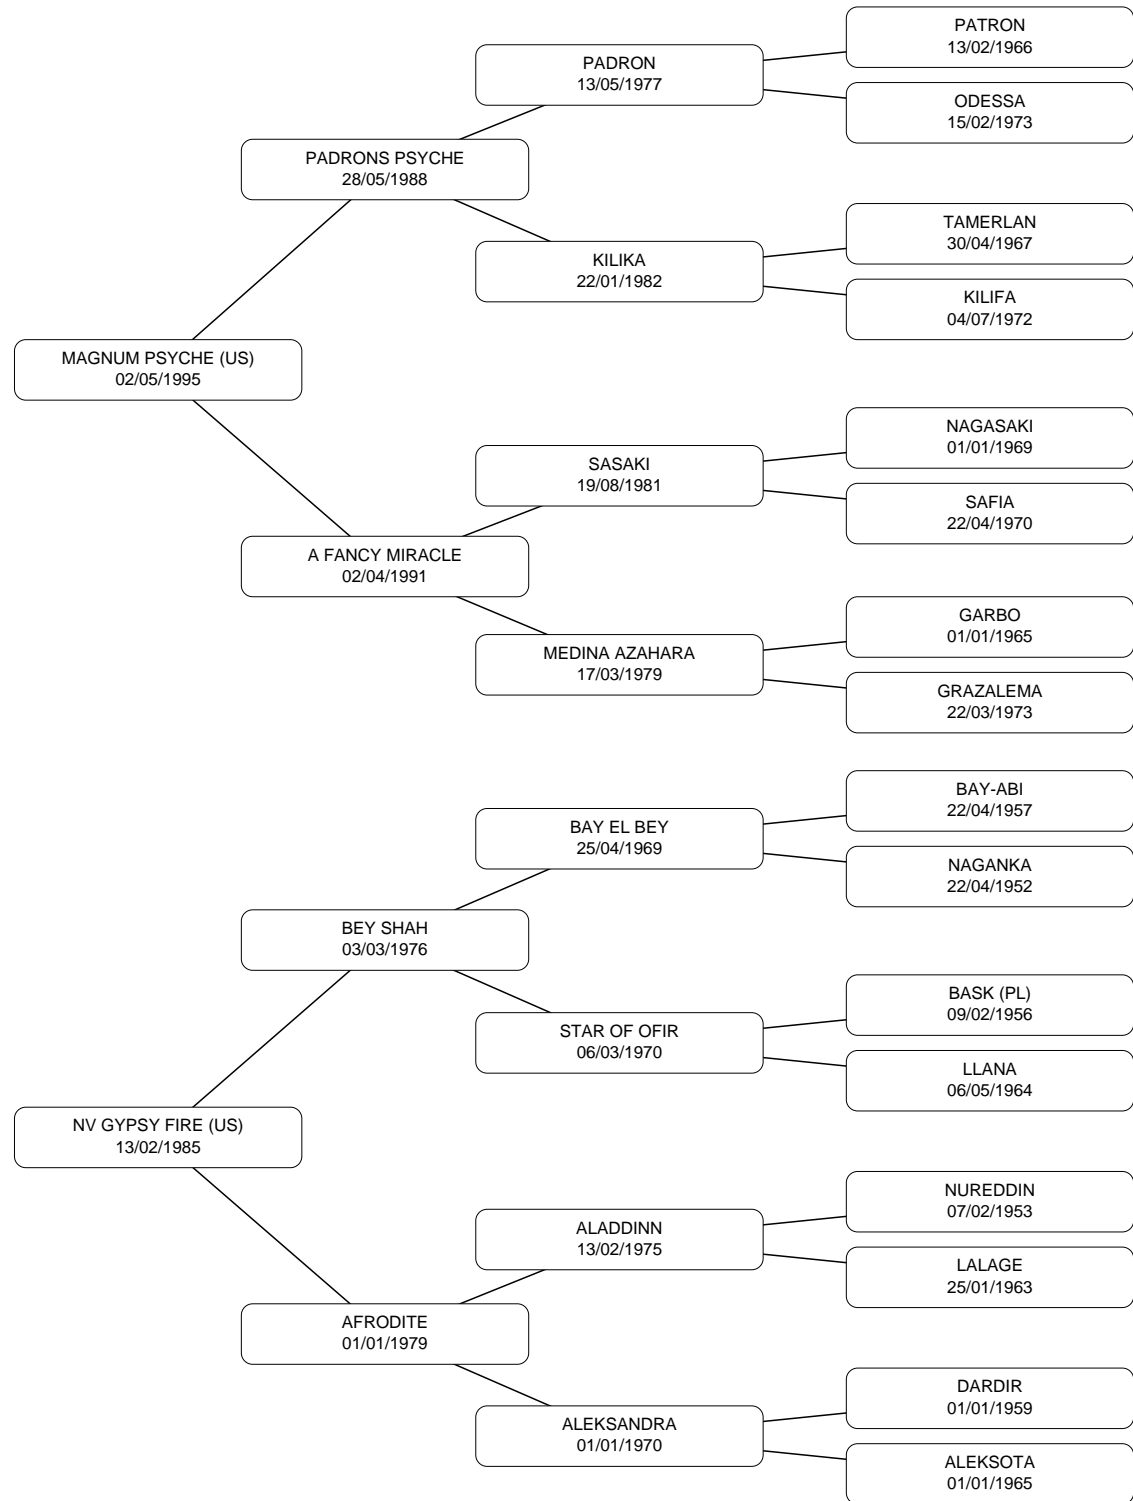 PATRON
13/02/1966
PADRON
13/05/1977
ODESSA
15/02/1973
PADRONS PSYCHE
28/05/1988
TAMERLAN
30/04/1967
KILIKA
22/01/1982
KILIFA
04/07/1972
MAGNUM PSYCHE (US)
02/05/1995
NAGASAKI
01/01/1969
SASAKI
19/08/1981
SAFIA
22/04/1970
A FANCY MIRACLE
02/04/1991
GARBO
01/01/1965
MEDINA AZAHARA
17/03/1979
GRAZALEMA
22/03/1973
BAY-ABI
22/04/1957
BAY EL BEY
25/04/1969
NAGANKA
22/04/1952
BEY SHAH
03/03/1976
BASK (PL)
09/02/1956
STAR OF OFIR
06/03/1970
LLANA
06/05/1964
NV GYPSY FIRE (US)
13/02/1985
NUREDDIN
07/02/1953
ALADDINN
13/02/1975
LALAGE
25/01/1963
AFRODITE
01/01/1979
DARDIR
01/01/1959
ALEKSANDRA
01/01/1970
ALEKSOTA
01/01/1965